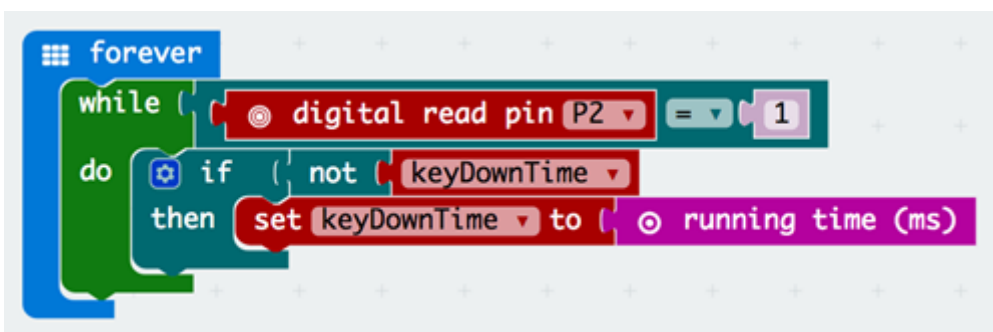 forever
while digital read pin P2 = 1
do if not keyDownTime
then set keyDownTime to running time (ms)